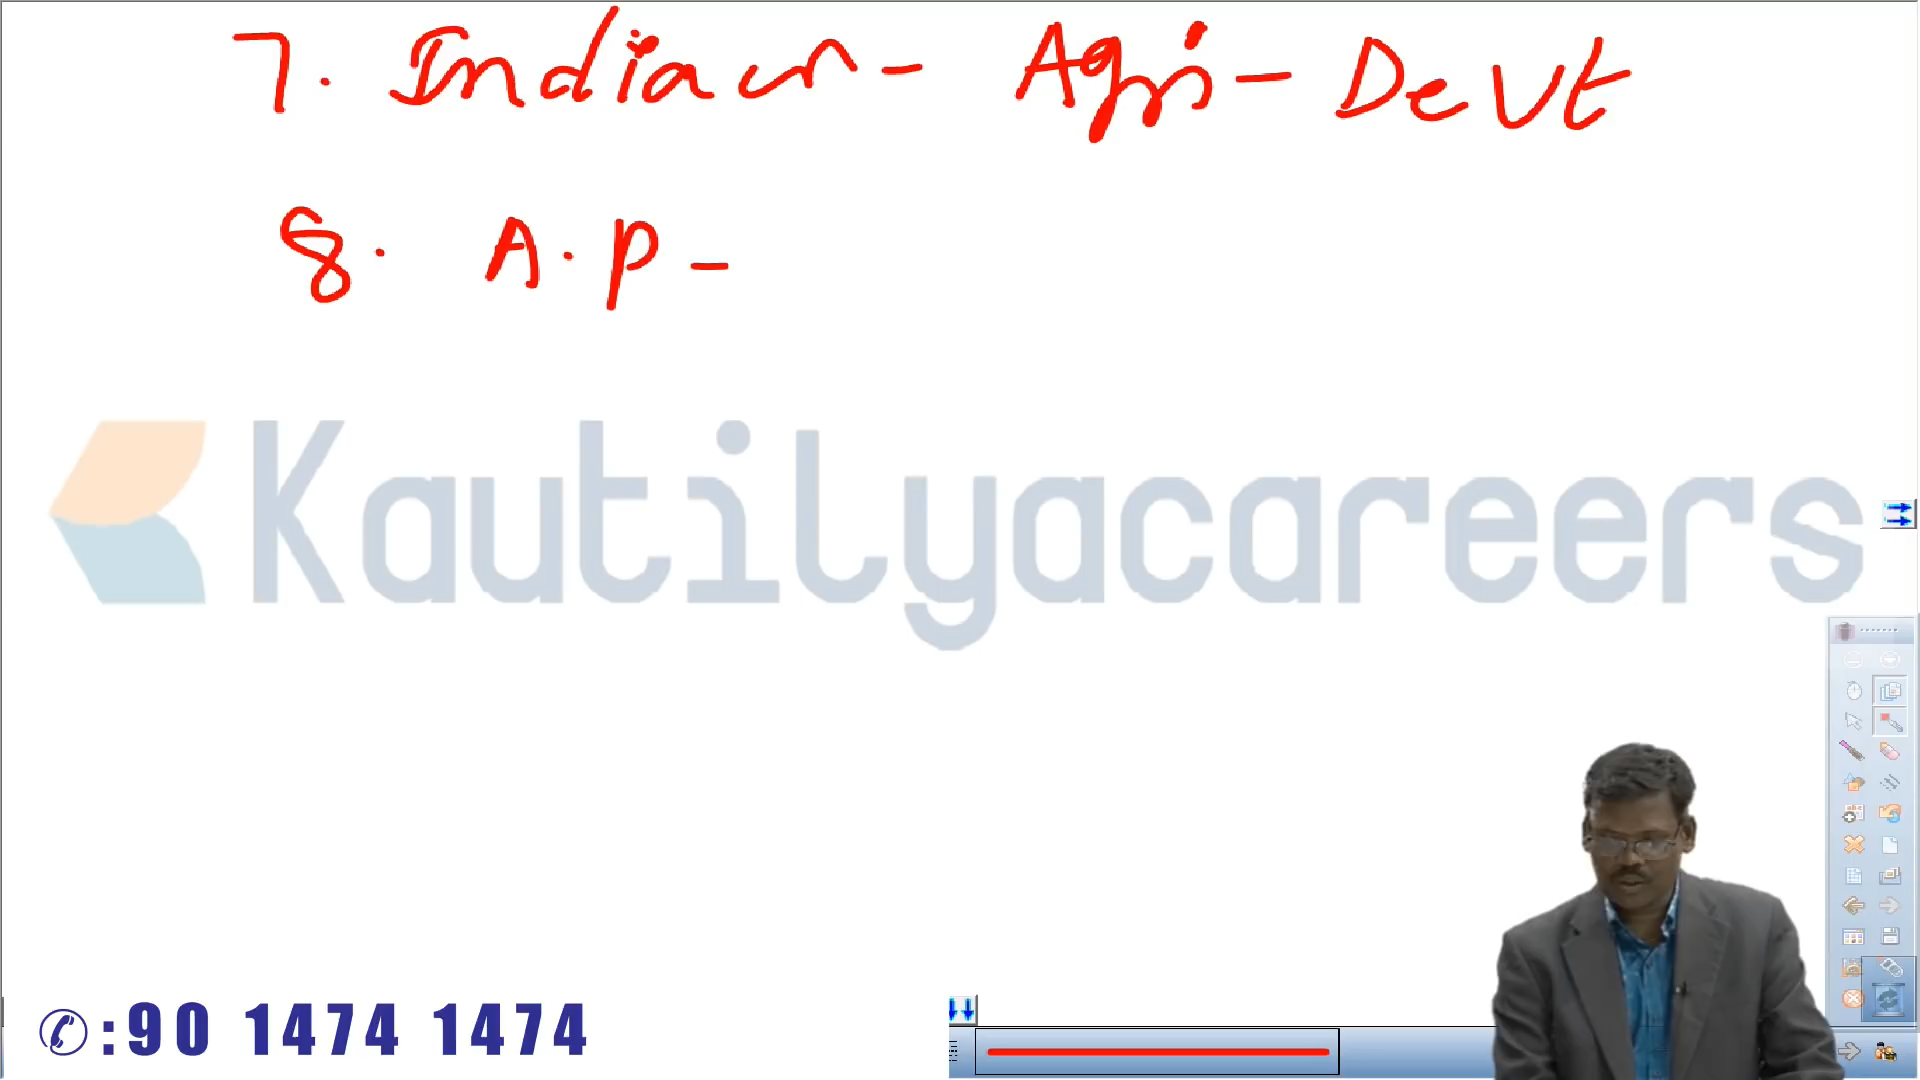 7. Indian - Agri - Devt
8. A.P -
Kautilyacareers
✆:90 1474 1474